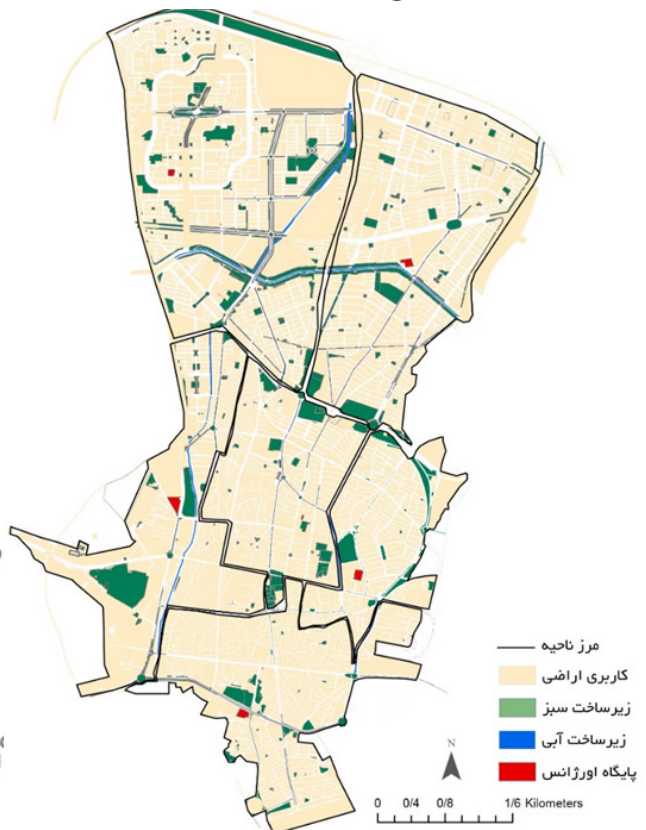 مرز ناحیه
کاربری اراضی
زیرساخت سبز
زیرساخت آبی
پایگاه اورژانس
N
0 0/4 0/8 1/6 Kilometers